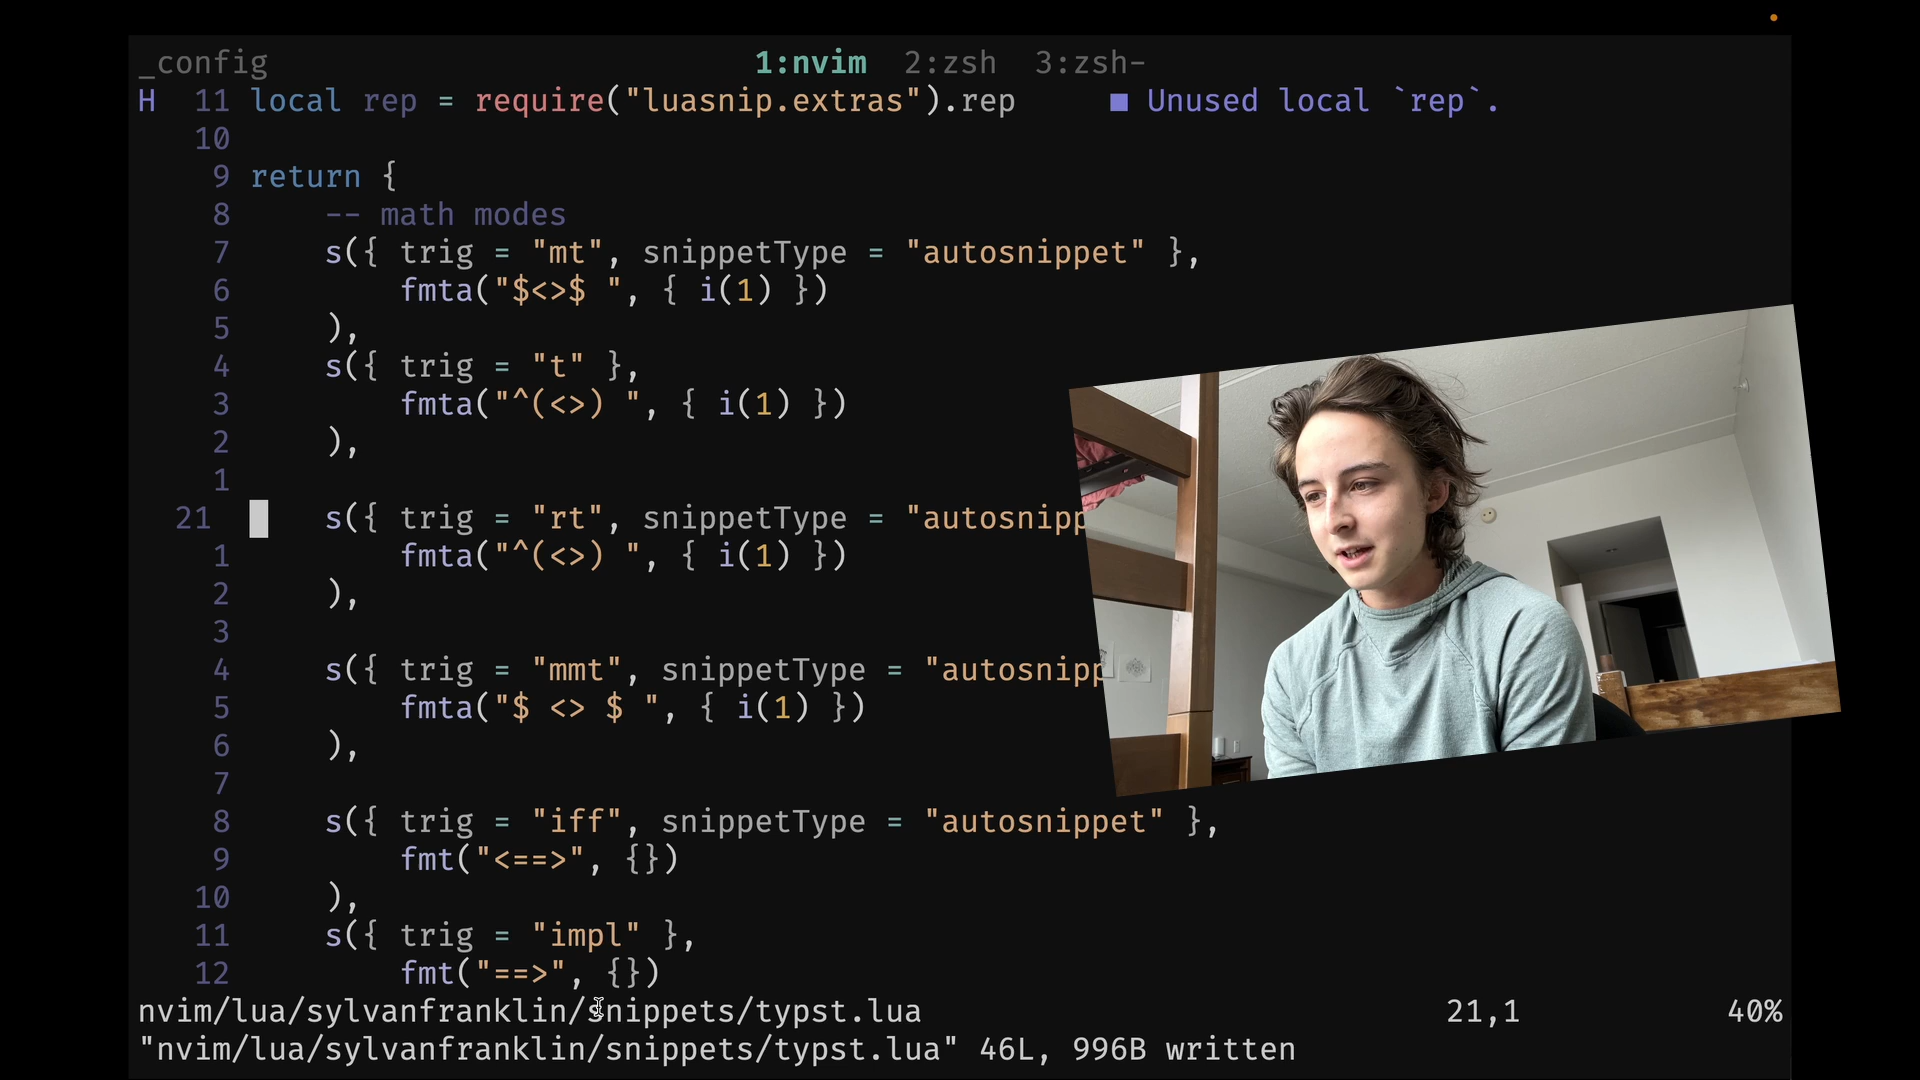 _config 1:nvim 2:zsh 3:zsh-
H 11 local rep = require("luasnip.extras").rep ■ Unused local `rep`.
10
9 return {
8 -- math modes
7 s({ trig = "mt", snippetType = "autosnippet" },
6 fmta("$<>$ ", { i(1) })
5 ),
4 s({ trig = "t" },
3 fmta("^(<>) ", { i(1) })
2 ),
1
21 s({ trig = "rt", snippetType = "autosnipp
1 fmta("^(<>) ", { i(1) })
2 ),
3
4 s({ trig = "mmt", snippetType = "autosnipp
5 fmta("$ <> $ ", { i(1) })
6 ),
7
8 s({ trig = "iff", snippetType = "autosnippet" },
9 fmt("<==>", {})
10 ),
11 s({ trig = "impl" },
12 fmt("==>", {})
nvim/lua/sylvanfranklin/snippets/typst.lua 21,1 40%
"nvim/lua/sylvanfranklin/snippets/typst.lua" 46L, 996B written